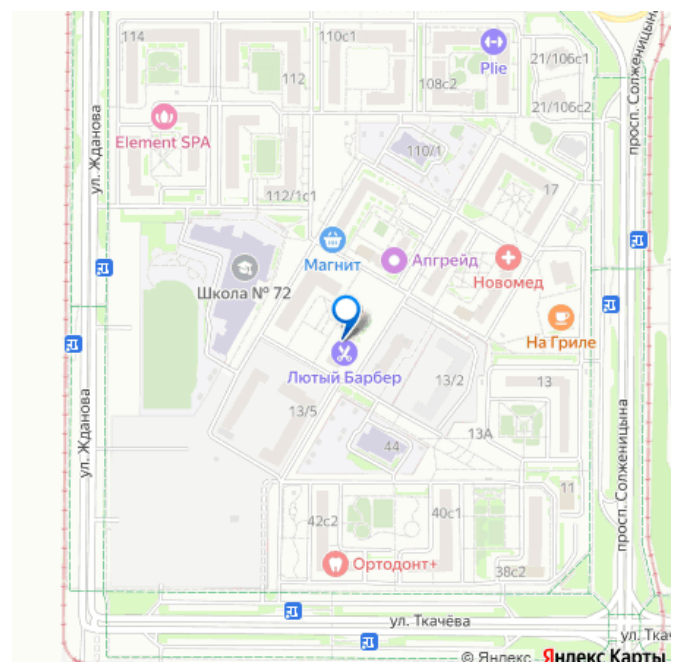 114
110с1
Plie
21/106с1
просп. Солженицына
112
108с2
21/106с2
Element SPA
ул. Жданова
110/1
112/1с1
17
Магнит
Апгрейд
Новомед
Школа № 72
На Гриле
Лютый Барбер
13/2
13
13/5
13А
44
ул. Жданова
просп. Солженицына
11
42с2
40с1
Ортодонт+
38с2
ул. Ткачёва
ул. Тка
© Яндекс Яндекс Карты